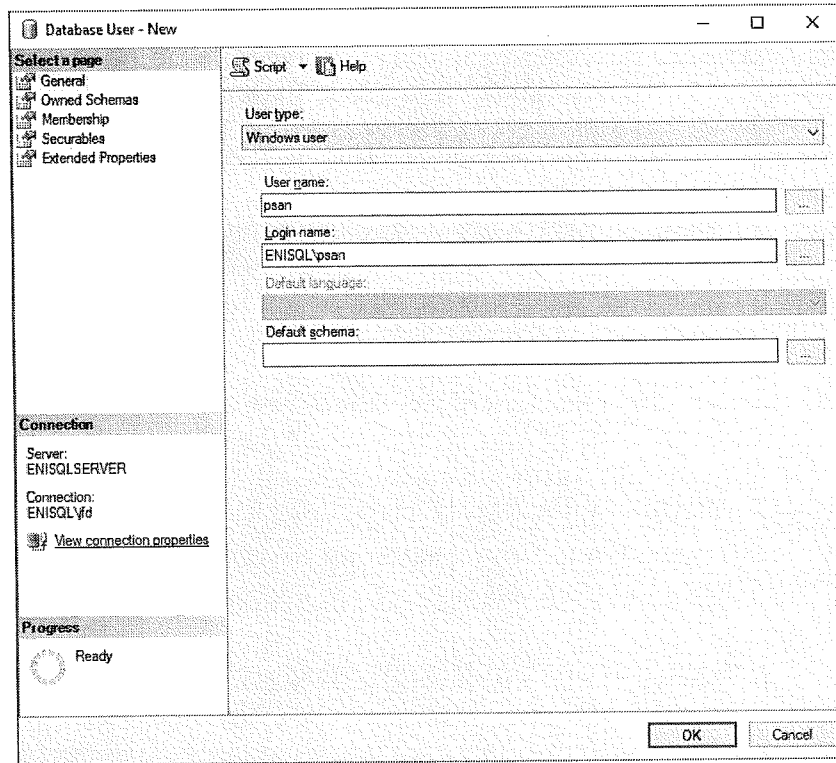 Database User - New
Select a page
General
Owned Schemas
Membership
Securables
Extended Properties
Script
Help
User type:
Windows user
User name:
psan
...
Login name:
ENISQL\psan
...
Default language:
Default schema:
...
Connection
Server:
ENISQLSERVER
Connection:
ENISQL\jfd
View connection properties
Progress
Ready
OK
Cancel